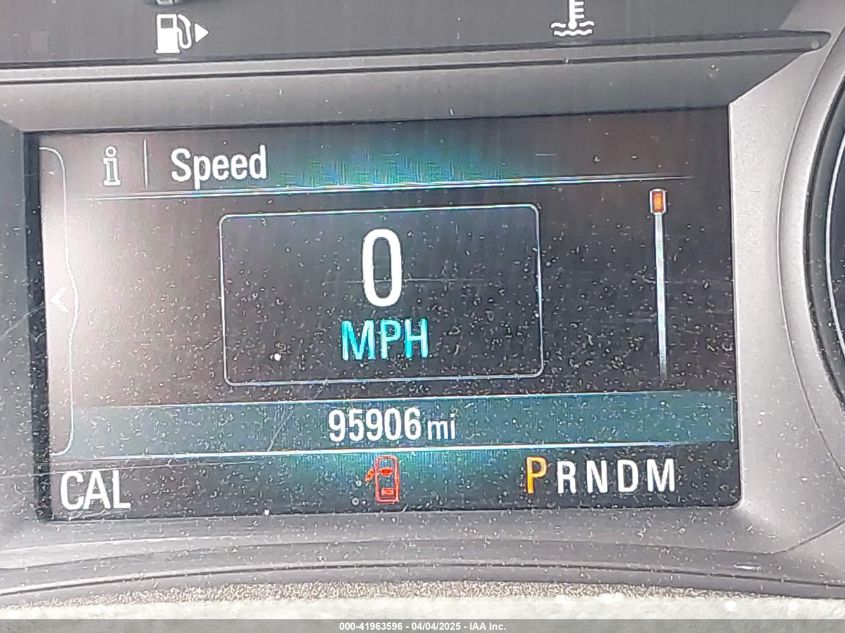 i Speed
0
MPH
95906 mi
CAL PRNDM
000-41963596 - 04/04/2025 - IAA Inc.